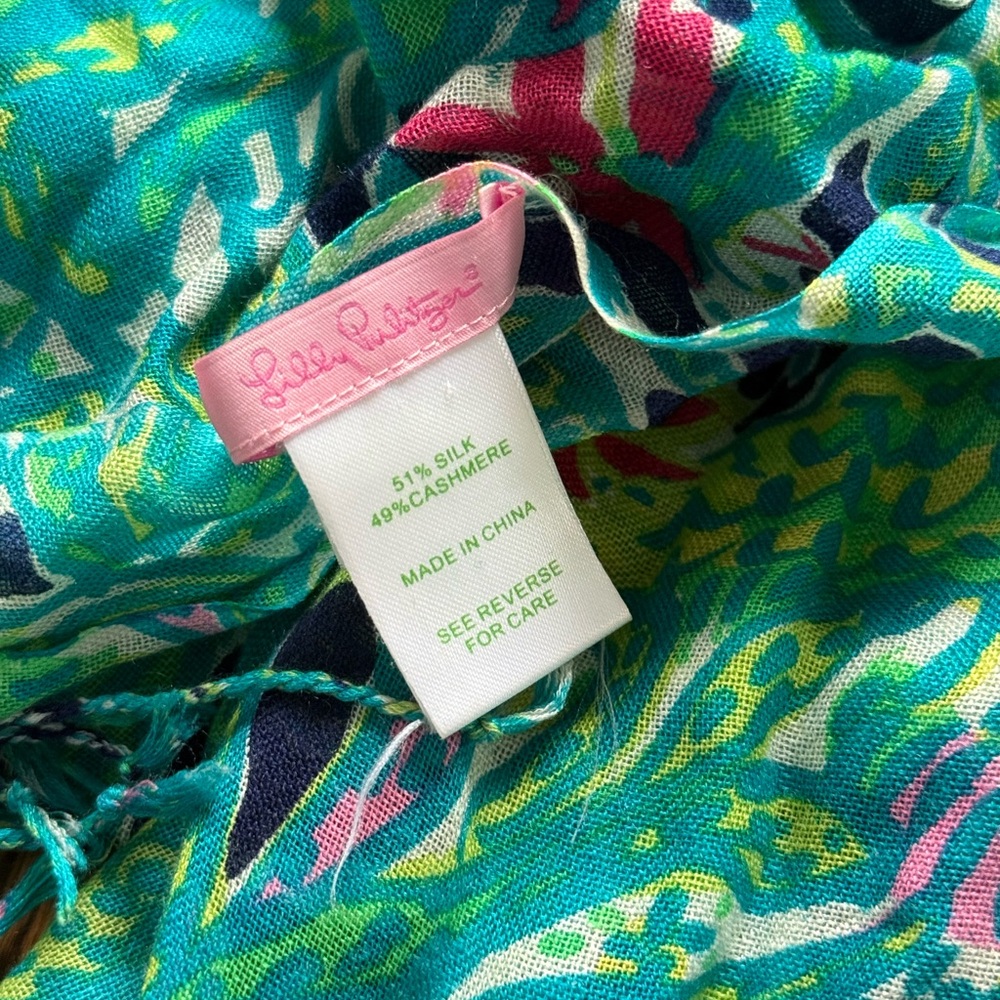 Lilly Pulitzer®
51% SILK
49%CASHMERE
MADE IN CHINA
SEE REVERSE
FOR CARE